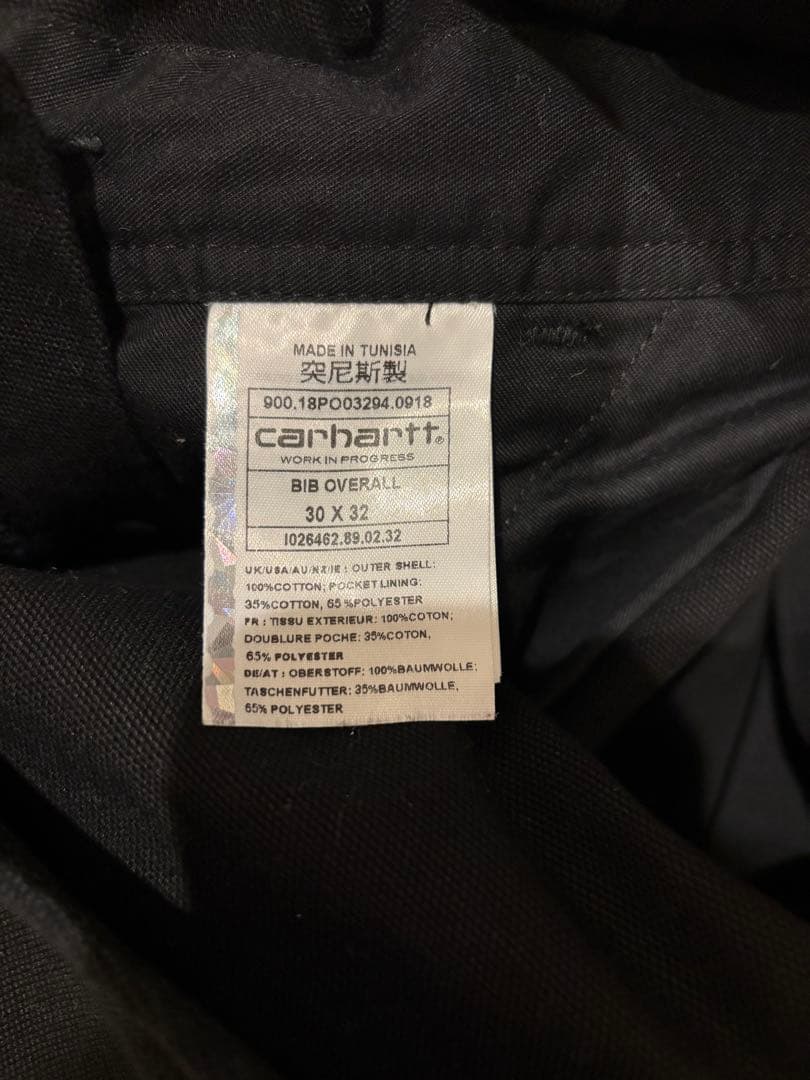 MADE IN TUNISIA
突尼斯製
900.18PO03294.0918
carhartt®
WORK IN PROGRESS
BIB OVERALL
30 X 32
I026462.89.02.32
UK/USA/AU/NZ/IE : OUTER SHELL:
100%COTTON; POCKET LINING:
35%COTTON, 65 %POLYESTER
FR : TISSU EXTERIEUR: 100%COTON;
DOUBLURE POCHE: 35%COTON,
65% POLYESTER
DE/AT : OBERSTOFF: 100%BAUMWOLLE;
TASCHENFUTTER: 35%BAUMWOLLE,
65% POLYESTER